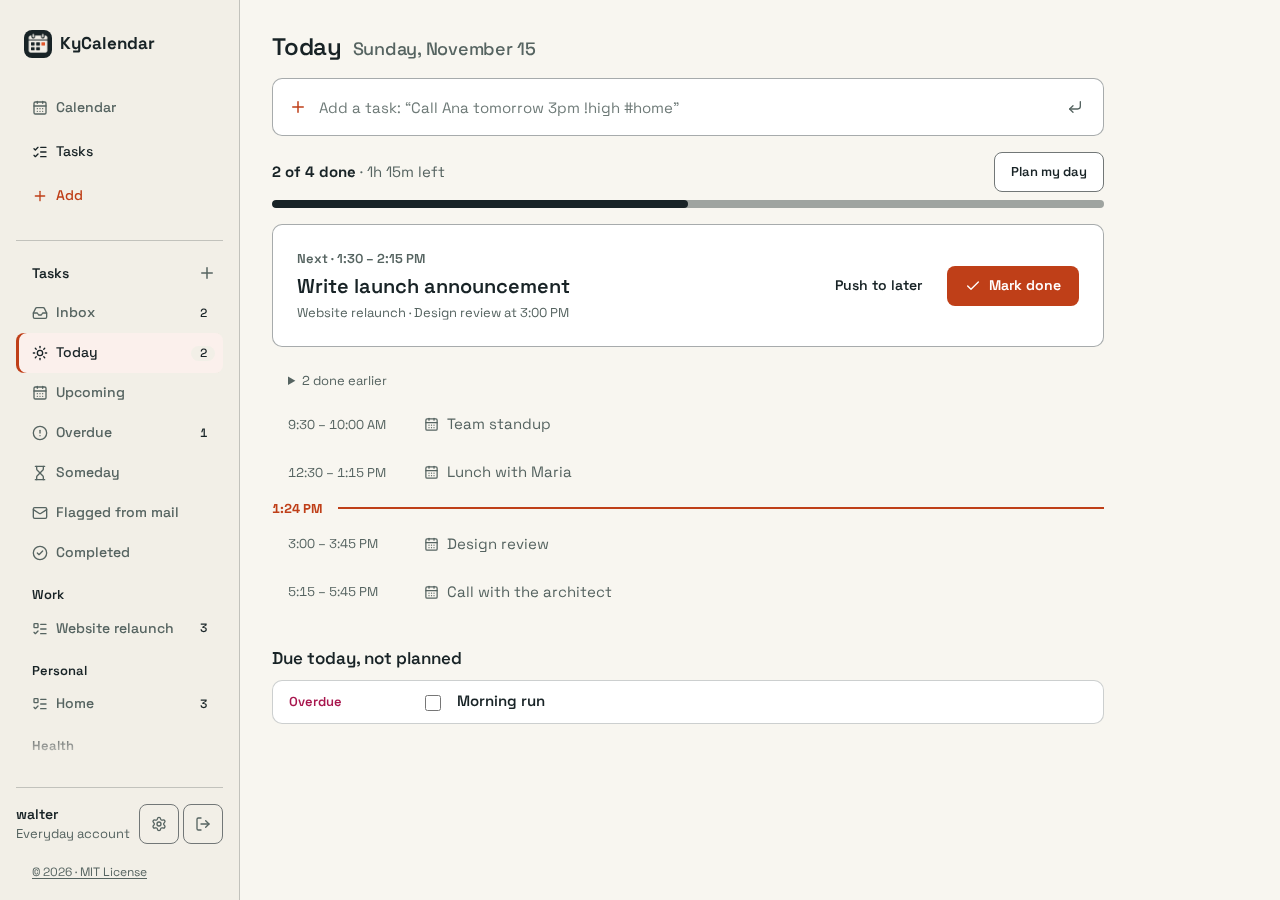 KyCalendar
Calendar
Tasks
Add
Tasks
Inbox 2
Today 2
Upcoming
Overdue 1
Someday
Flagged from mail
Completed
Work
Website relaunch 3
Personal
Home 3
Health
walter
Everyday account
© 2026 · MIT License
Today Sunday, November 15
Add a task: “Call Ana tomorrow 3pm !high #home”
2 of 4 done · 1h 15m left
Plan my day
Next · 1:30 – 2:15 PM
Write launch announcement
Website relaunch · Design review at 3:00 PM
Push to later
Mark done
2 done earlier
9:30 – 10:00 AM Team standup
12:30 – 1:15 PM Lunch with Maria
1:24 PM
3:00 – 3:45 PM Design review
5:15 – 5:45 PM Call with the architect
Due today, not planned
Overdue Morning run